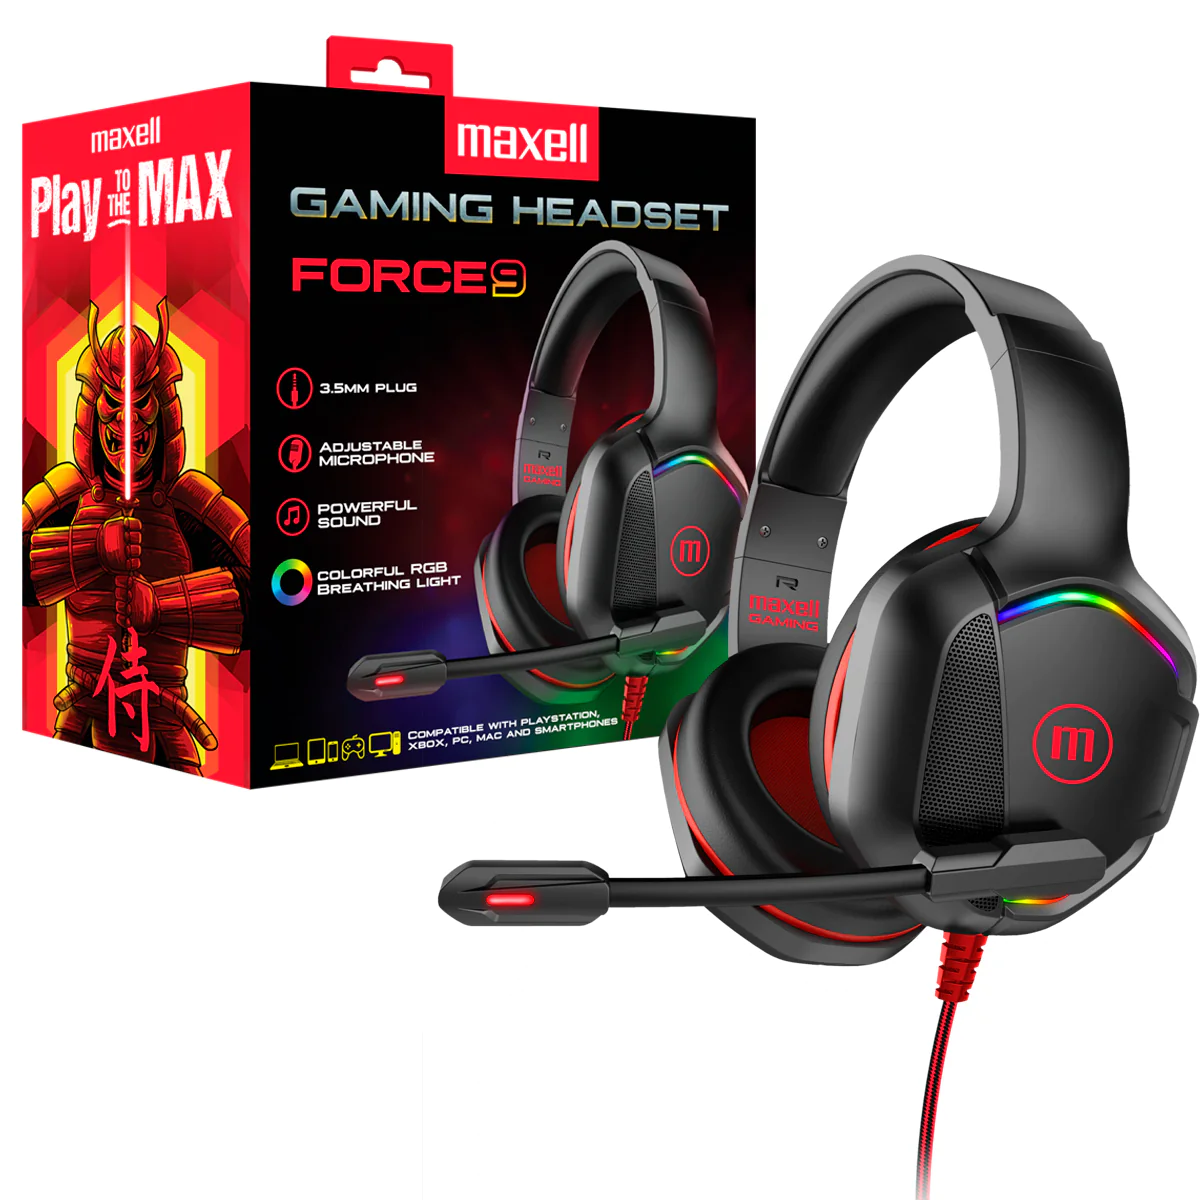 maxell
Play TO THE MAX
侍
maxell
GAMING HEADSET
FORCE9
3.5MM PLUG
ADJUSTABLE
MICROPHONE
POWERFUL
SOUND
COLORFUL RGB
BREATHING LIGHT
R
maxell
GAMING
m
COMPATIBLE WITH PLAYSTATION,
XBOX, PC, MAC AND SMARTPHONES
R
maxell
GAMING
m